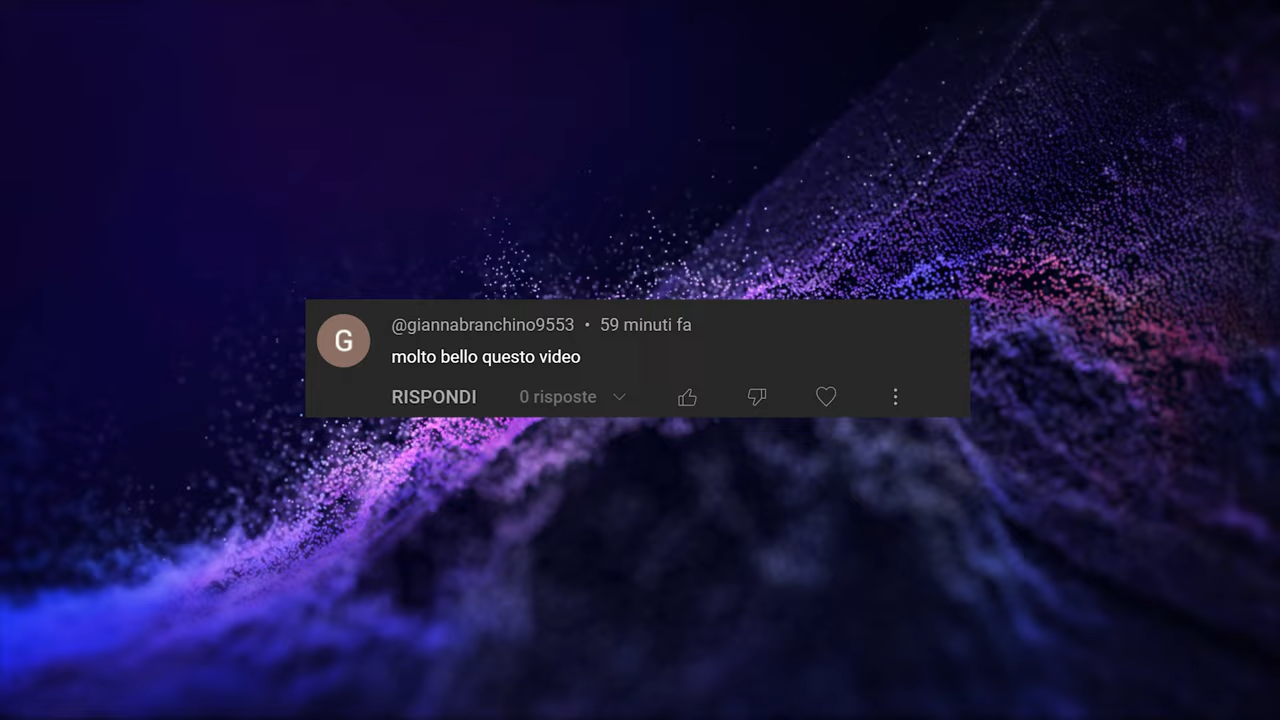 G
@giannabranchino9553 • 59 minuti fa
molto bello questo video
RISPONDI 0 risposte